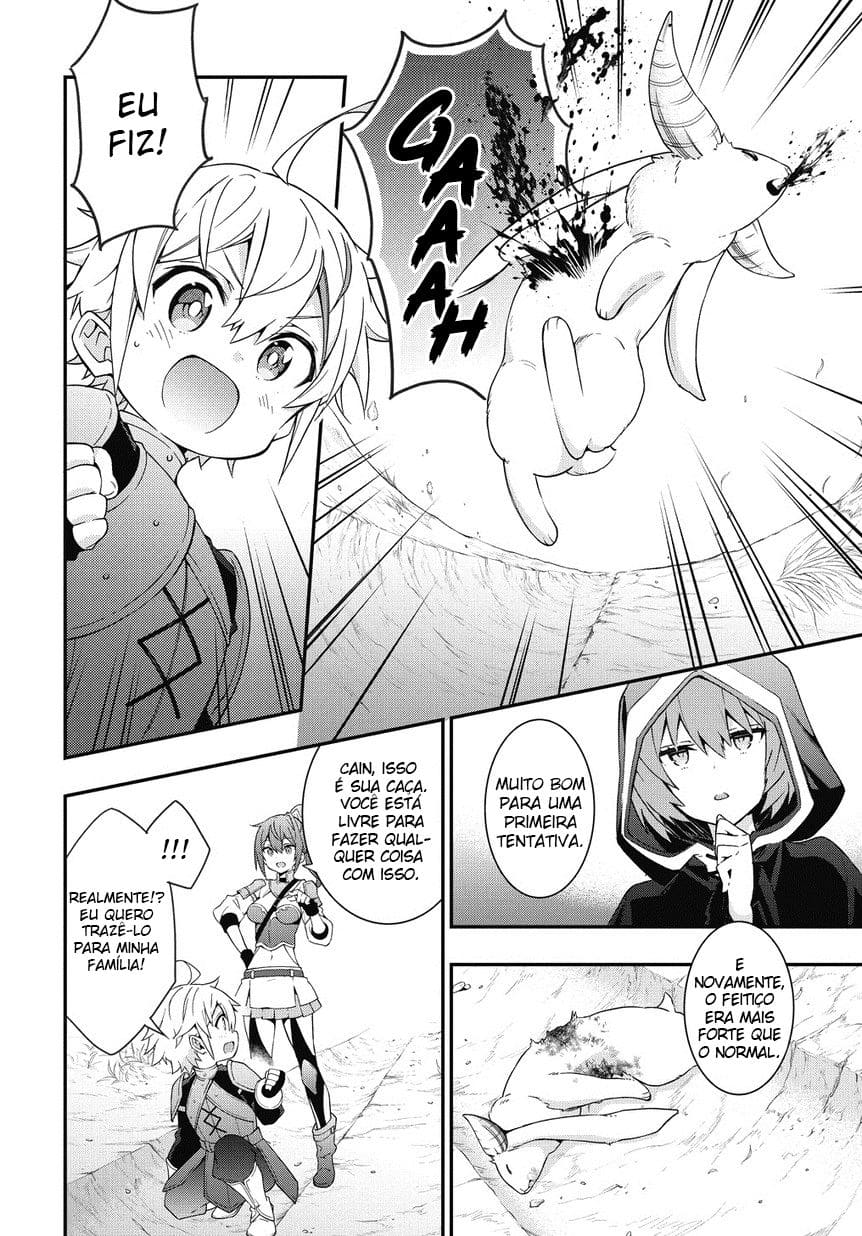 GAAAH
EU
FIZ!
MUITO BOM
PARA UMA
PRIMEIRA
TENTATIVA.
E
NOVAMENTE,
O FEITIÇO
ERA MAIS
FORTE QUE
O NORMAL.
CAIN, ISSO
É SUA CAÇA.
VOCÊ ESTÁ
LIVRE PARA
FAZER QUAL-
QUER COISA
COM ISSO.
!!!
REALMENTE!?
EU QUERO
TRAZÊ-LO
PARA MINHA
FAMÍLIA!